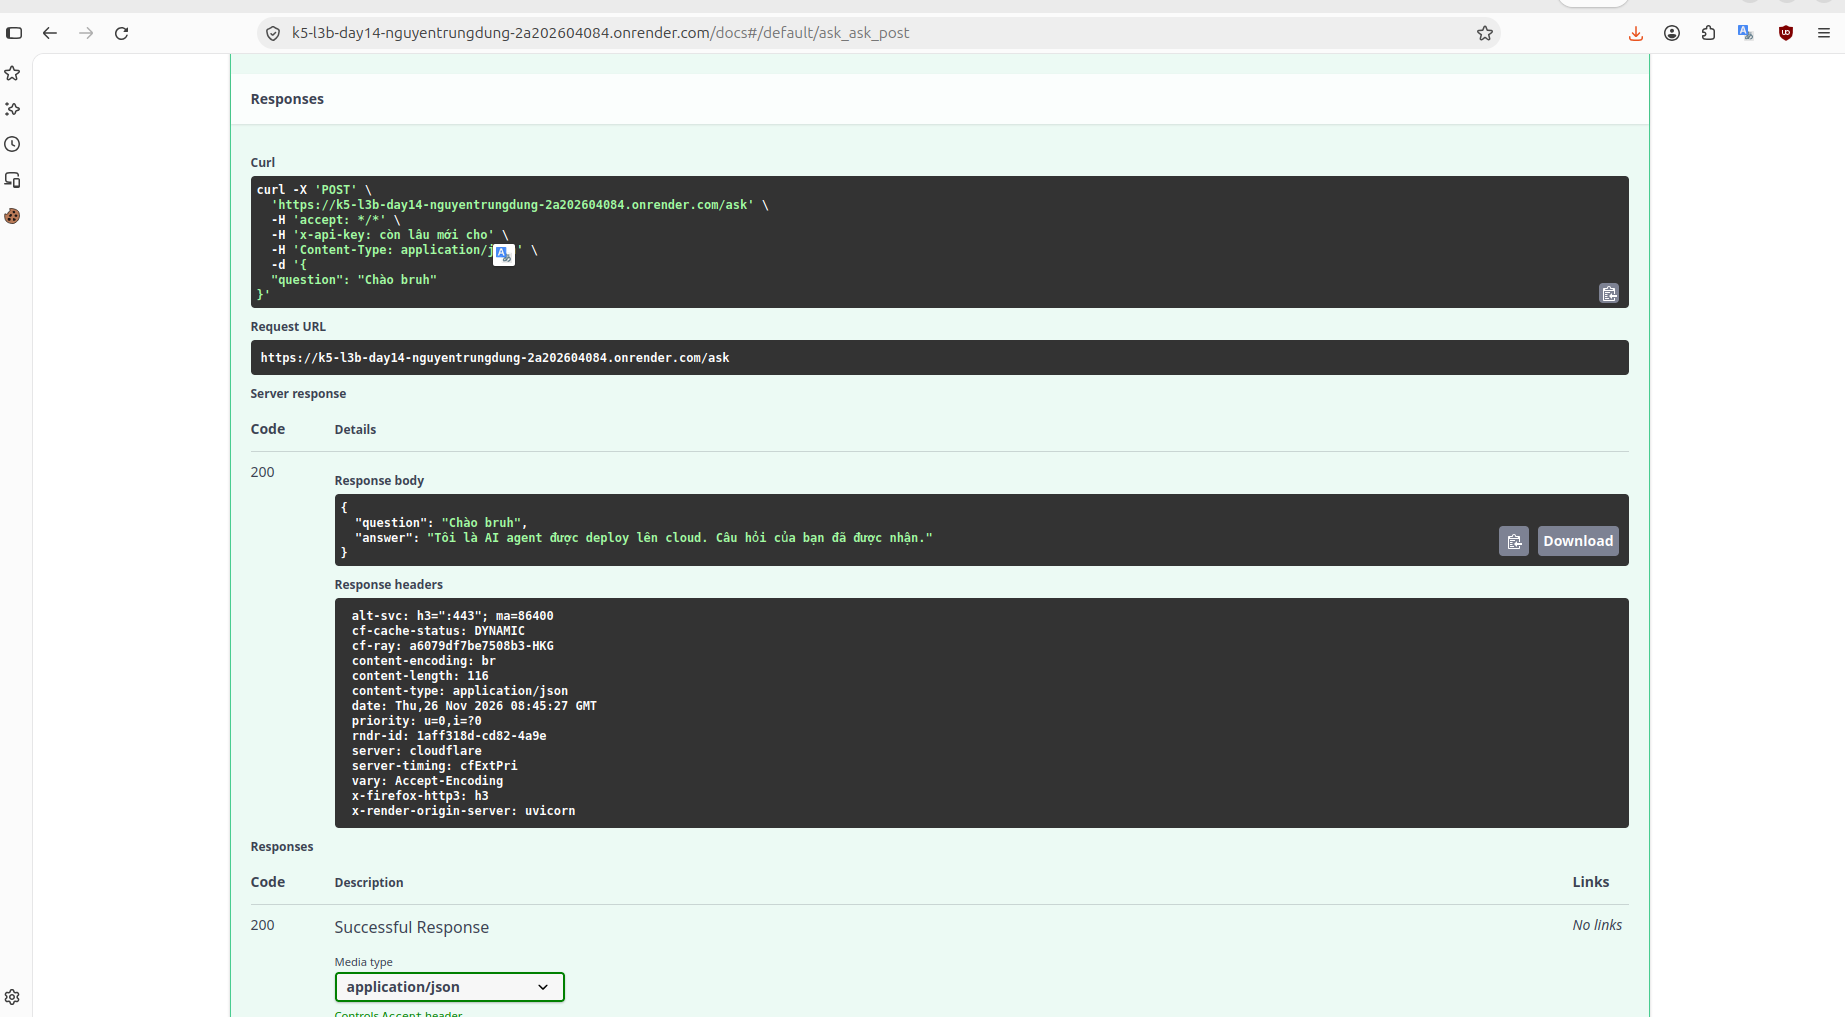 k5-l3b-day14-nguyentrungdung-2a202604084.onrender.com/docs#/default/ask_ask_post
Responses
Curl
curl -X 'POST' \
'https://k5-l3b-day14-nguyentrungdung-2a202604084.onrender.com/ask' \
-H 'accept: */*' \
-H 'x-api-key: còn lâu mới cho' \
-H 'Content-Type: application/j ' \
-d '{
"question": "Chào bruh"
}'
Request URL
https://k5-l3b-day14-nguyentrungdung-2a202604084.onrender.com/ask
Server response
Code Details
200
Response body
{
"question": "Chào bruh",
"answer": "Tôi là AI agent được deploy lên cloud. Câu hỏi của bạn đã được nhận."
}
Download
Response headers
alt-svc: h3=":443"; ma=86400
cf-cache-status: DYNAMIC
cf-ray: a6079df7be7508b3-HKG
content-encoding: br
content-length: 116
content-type: application/json
date: Thu,26 Nov 2026 08:45:27 GMT
priority: u=0,i=?0
rndr-id: 1aff318d-cd82-4a9e
server: cloudflare
server-timing: cfExtPri
vary: Accept-Encoding
x-firefox-http3: h3
x-render-origin-server: uvicorn
Responses
Code Description Links
200 Successful Response No links
Media type
application/json
Controls Accept header